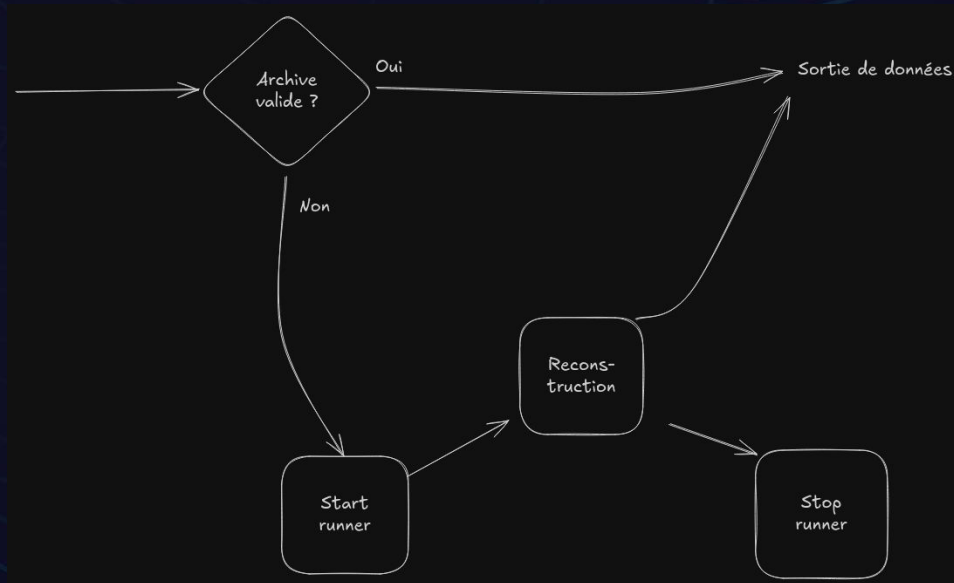 Archive
valide ?
Oui
Sortie de données
Non
Recons-
truction
Start
runner
Stop
runner